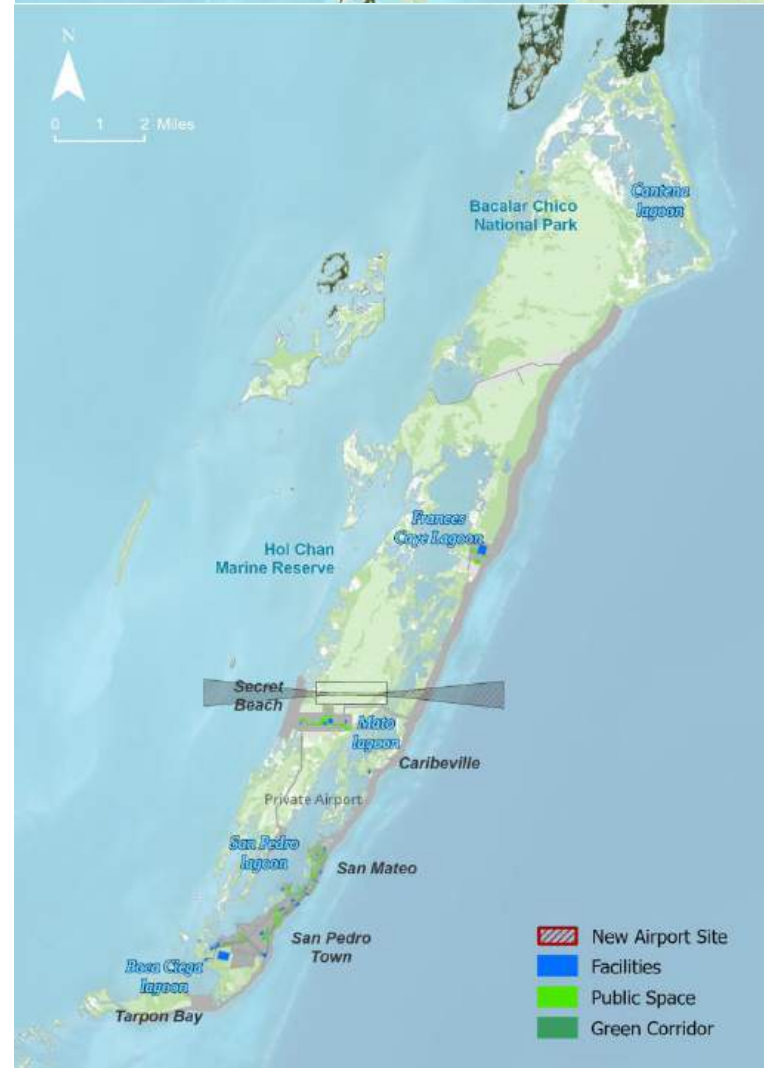 N
0 1 2 Miles
Cantena
lagoon
Bacalar Chico
National Park
Frances
Caye Lagoon
Hol Chan
Marine Reserve
Secret
Beach
Mato
lagoon
Caribeville
Private Airport
San Pedro
lagoon
San Mateo
San Pedro
Town
Boca Ciega
lagoon
Tarpon Bay
New Airport Site
Facilities
Public Space
Green Corridor